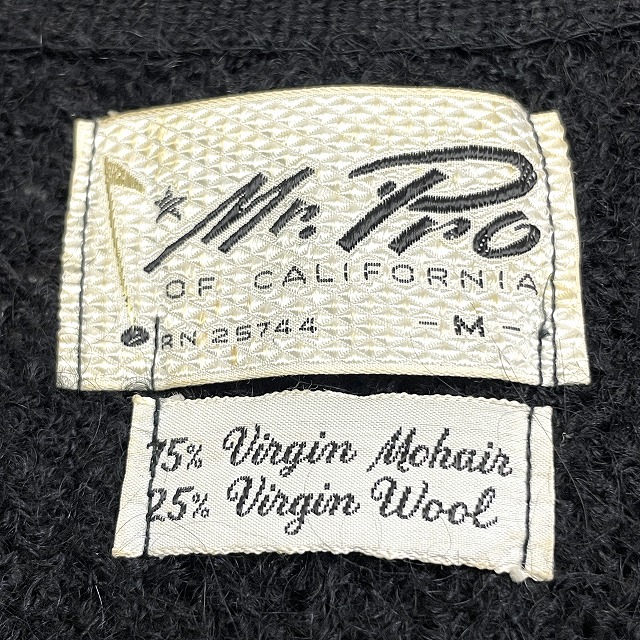 Mr. Pro
OF CALIFORNIA
RN 25744 - M -
75% Virgin Mohair
25% Virgin Wool